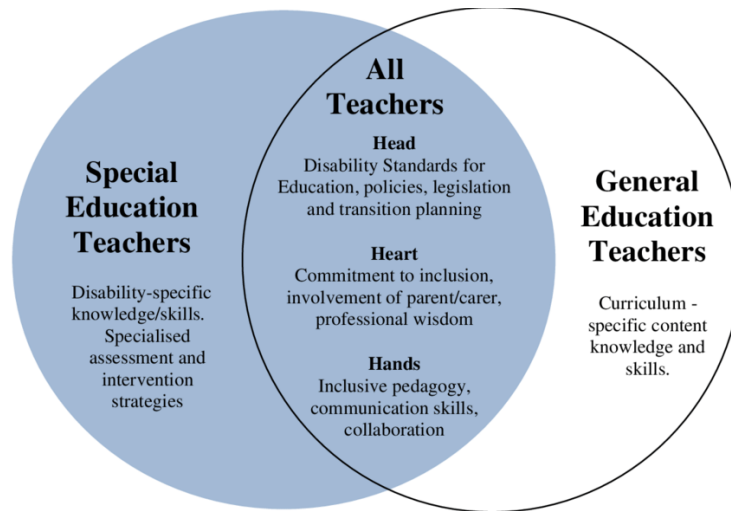 Special
Education
Teachers
Disability-specific
knowledge/skills.
Specialised
assessment and
intervention
strategies
All
Teachers
Head
Disability Standards for
Education, policies, legislation
and transition planning
Heart
Commitment to inclusion,
involvement of parent/carer,
professional wisdom
Hands
Inclusive pedagogy,
communication skills,
collaboration
General
Education
Teachers
Curriculum -
specific content
knowledge and
skills.